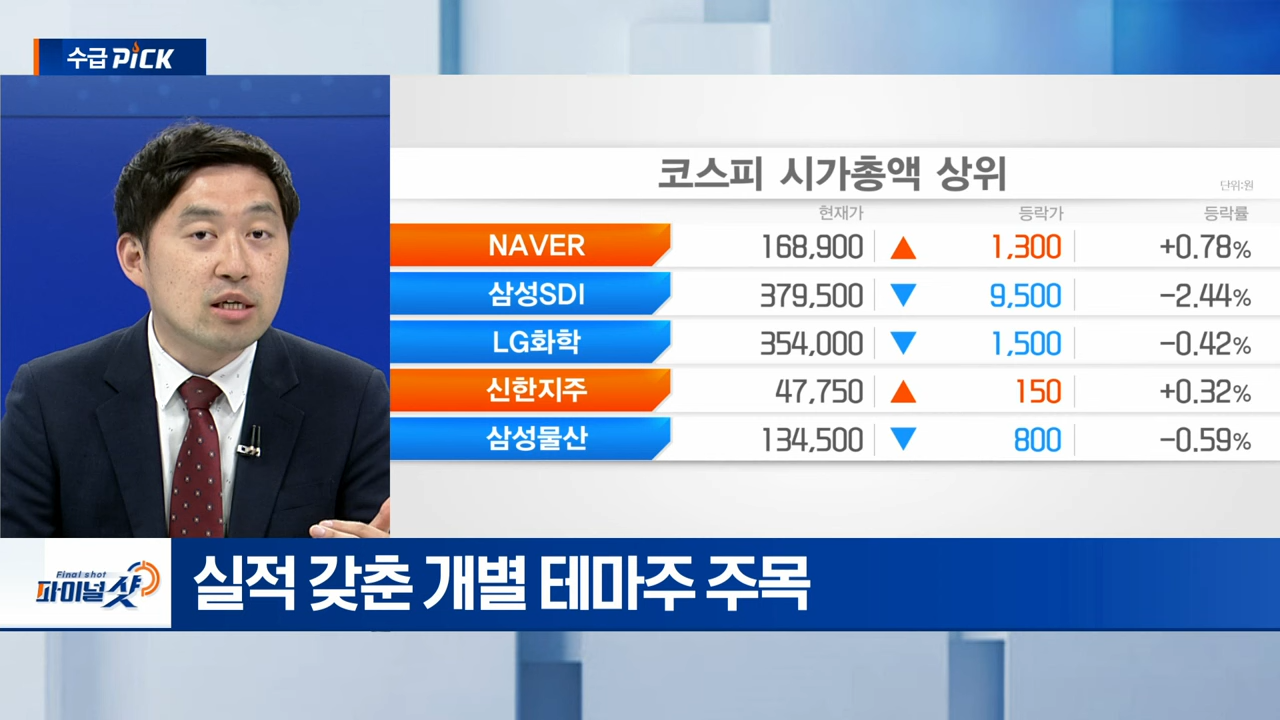 수급 PiCK
코스피 시가총액 상위
단위:원
현재가 등락가 등락률
NAVER 168,900 ▲ 1,300 +0.78%
삼성SDI 379,500 ▼ 9,500 -2.44%
LG화학 354,000 ▼ 1,500 -0.42%
신한지주 47,750 ▲ 150 +0.32%
삼성물산 134,500 ▼ 800 -0.59%
Final shot
파이널샷
실적 갖춘 개별 테마주 주목